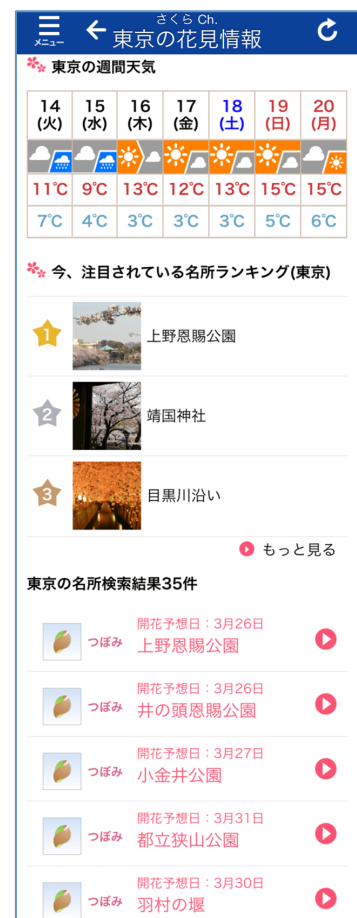 さくら Ch.
メニュー
東京の花見情報
東京の週間天気
14 15 16 17 18 19 20
(火) (水) (木) (金) (土) (日) (月)
11℃ 9℃ 13℃ 12℃ 13℃ 15℃ 15℃
7℃ 4℃ 3℃ 3℃ 3℃ 5℃ 6℃
今、注目されている名所ランキング(東京)
1
上野恩賜公園
2
靖国神社
3
目黒川沿い
もっと見る
東京の名所検索結果35件
開花予想日：3月26日
つぼみ 上野恩賜公園
開花予想日：3月26日
つぼみ 井の頭恩賜公園
開花予想日：3月27日
つぼみ 小金井公園
開花予想日：3月31日
つぼみ 都立狭山公園
開花予想日：3月30日
つぼみ 羽村の堰